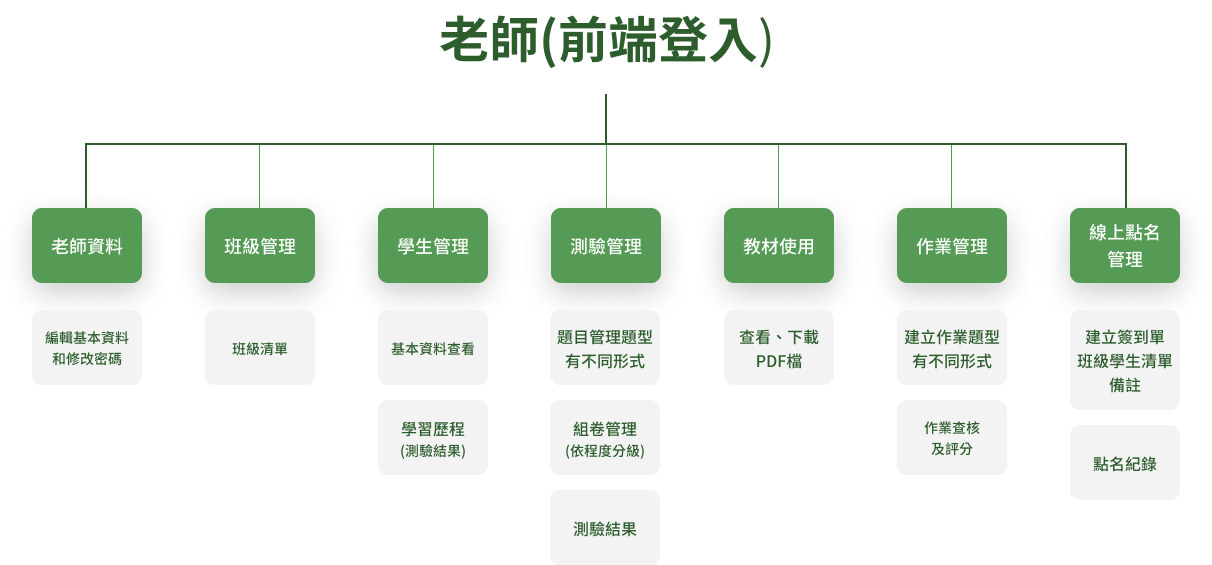 老師(前端登入)
老師資料
編輯基本資料
和修改密碼
班級管理
班級清單
學生管理
基本資料查看
學習歷程
(測驗結果)
測驗管理
題目管理題型
有不同形式
組卷管理
(依程度分級)
測驗結果
教材使用
查看、下載
PDF檔
作業管理
建立作業題型
有不同形式
作業查核
及評分
線上點名
管理
建立簽到單
班級學生清單
備註
點名紀錄